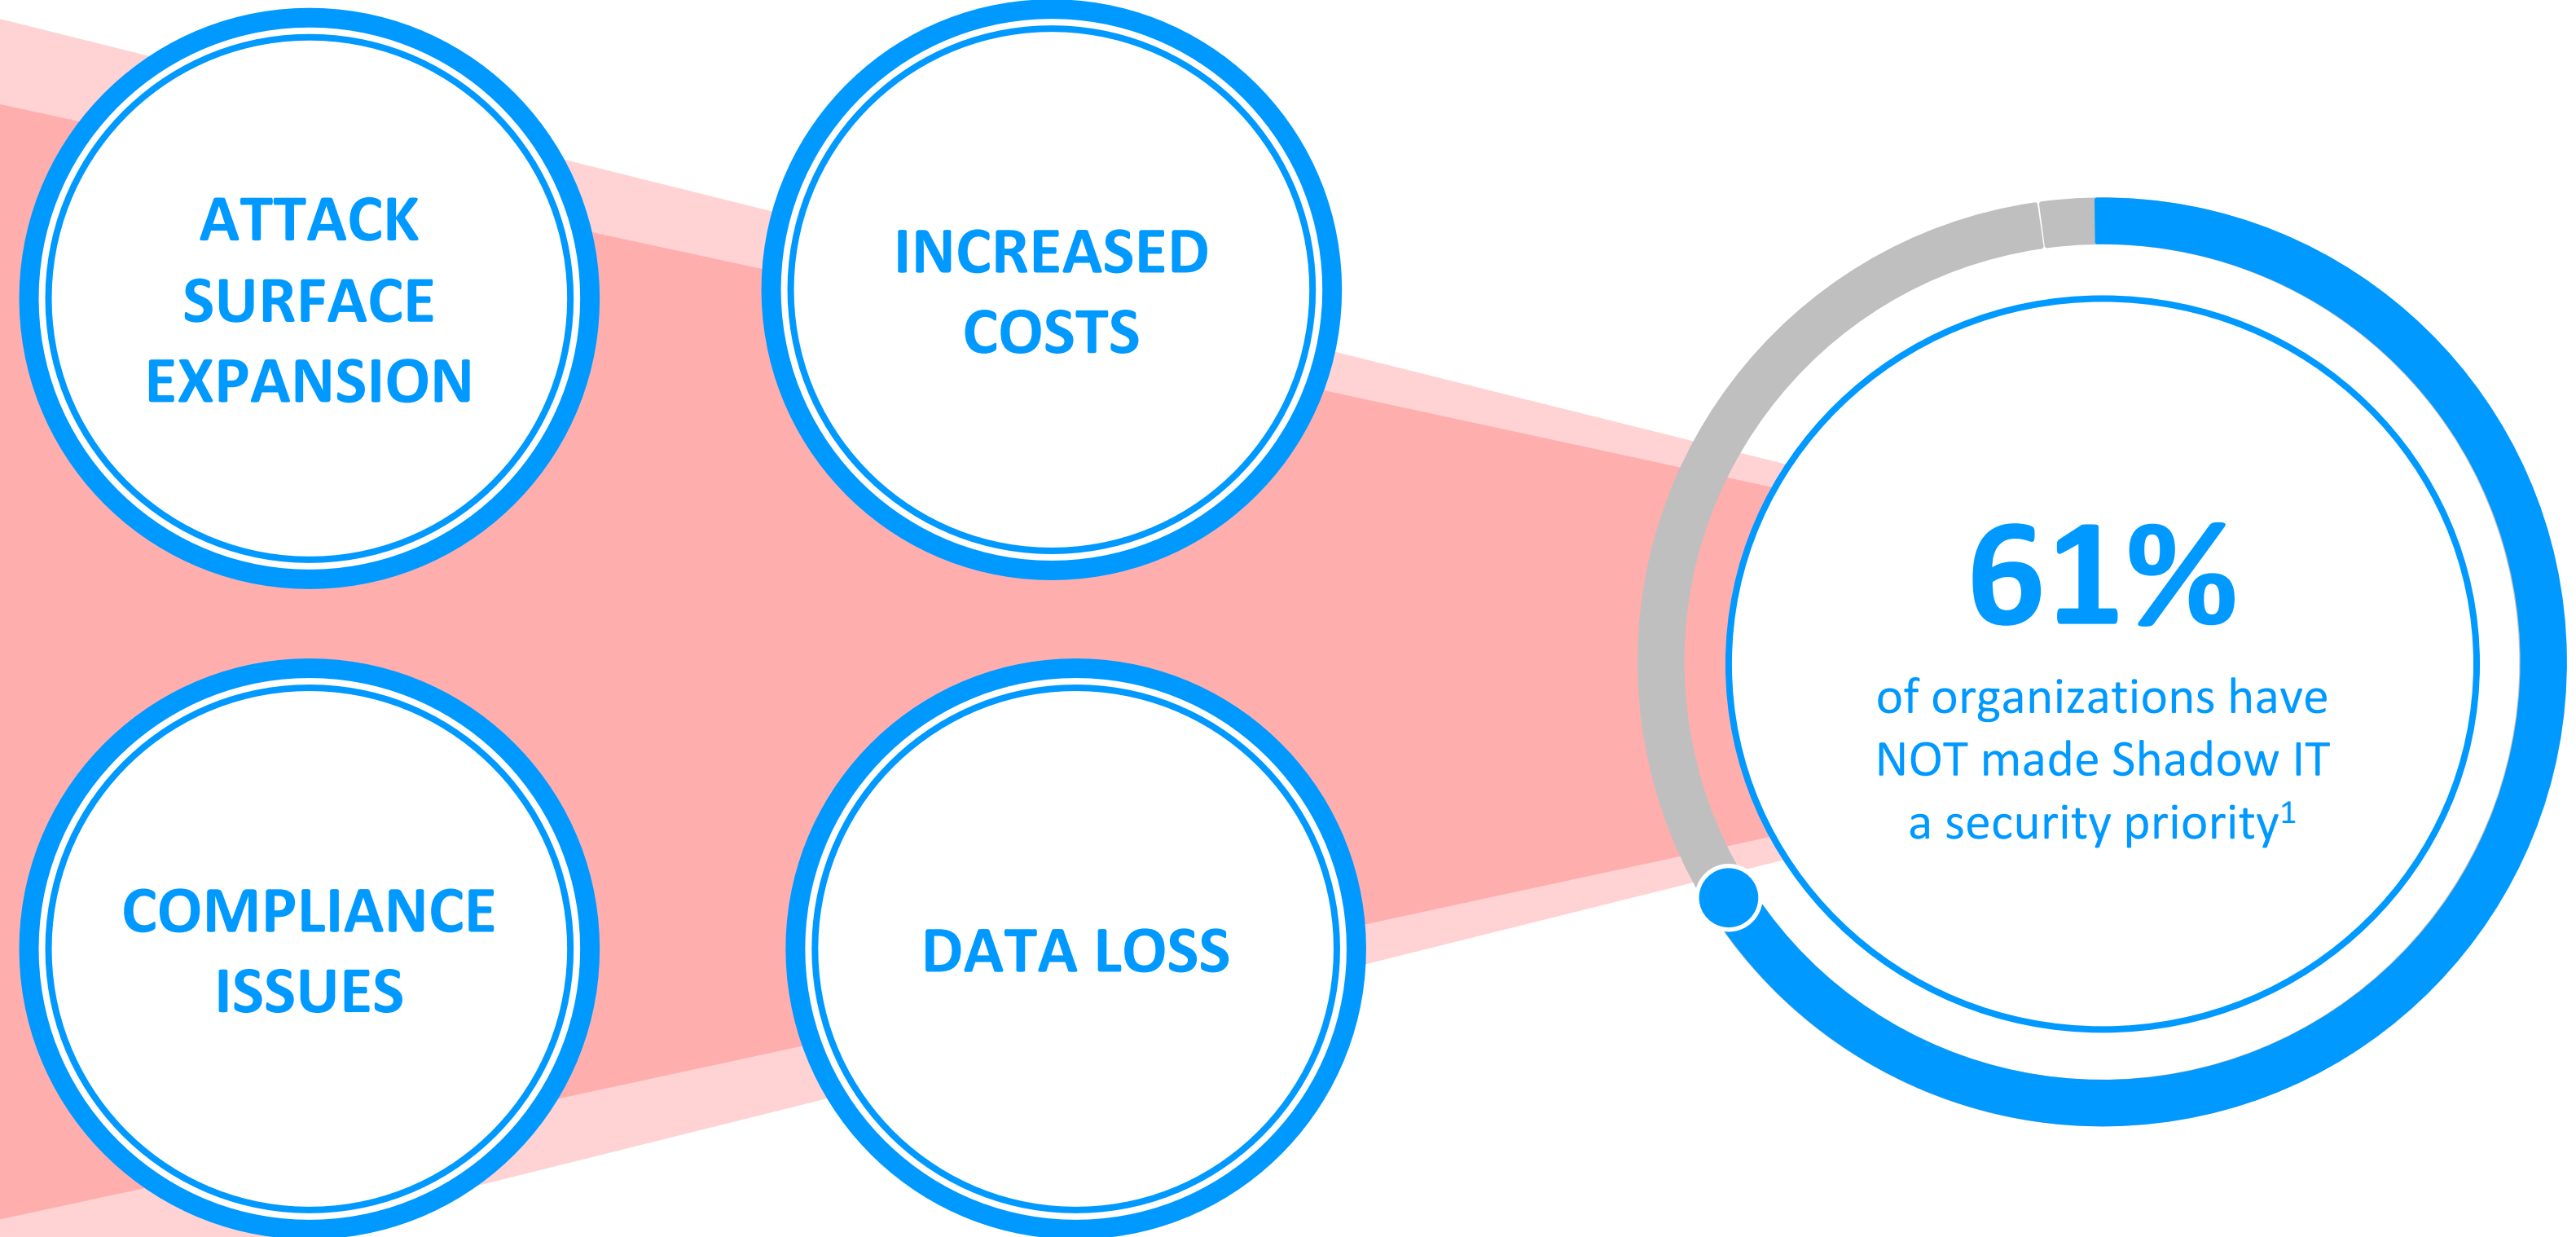 ATTACK
SURFACE
EXPANSION
INCREASED
COSTS
COMPLIANCE
ISSUES
DATA LOSS
61%
of organizations have
NOT made Shadow IT
a security priority¹